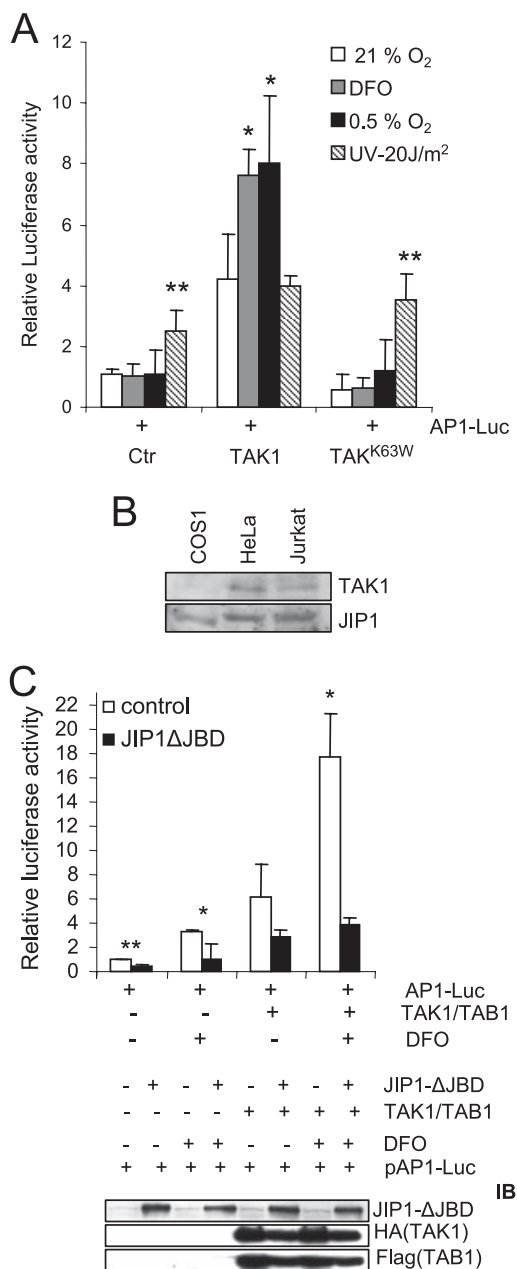 A
21 % O2
DFO
0.5 % O2
UV-20J/m²
Relative Luciferase activity
12
10
8
6
4
2
0
**
*
*
**
+ + + AP1-Luc
Ctr TAK1 TAK^K63W
B
COS1 HeLa Jurkat
TAK1
JIP1
C
control
JIP1ΔJBD
Relative luciferase activity
22
20
18
16
14
12
10
8
6
4
2
0
**
*
*
+ + + + AP1-Luc
- - + + TAK1/TAB1
- + - + DFO
- + - + - + - + JIP1-ΔJBD
- - - - + + + + TAK1/TAB1
- - + + - - + + DFO
+ + + + + + + + pAP1-Luc
IB
JIP1-ΔJBD
HA(TAK1)
Flag(TAB1)